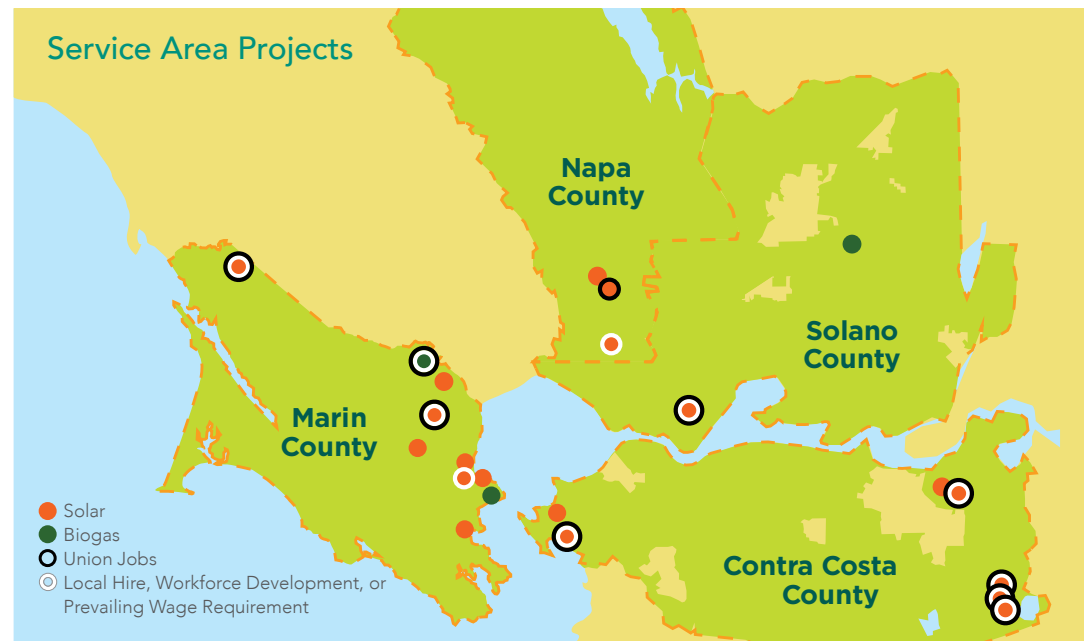 Service Area Projects
Napa
County
Solano
County
Marin
County
Contra Costa
County
Solar
Biogas
Union Jobs
Local Hire, Workforce Development, or
Prevailing Wage Requirement